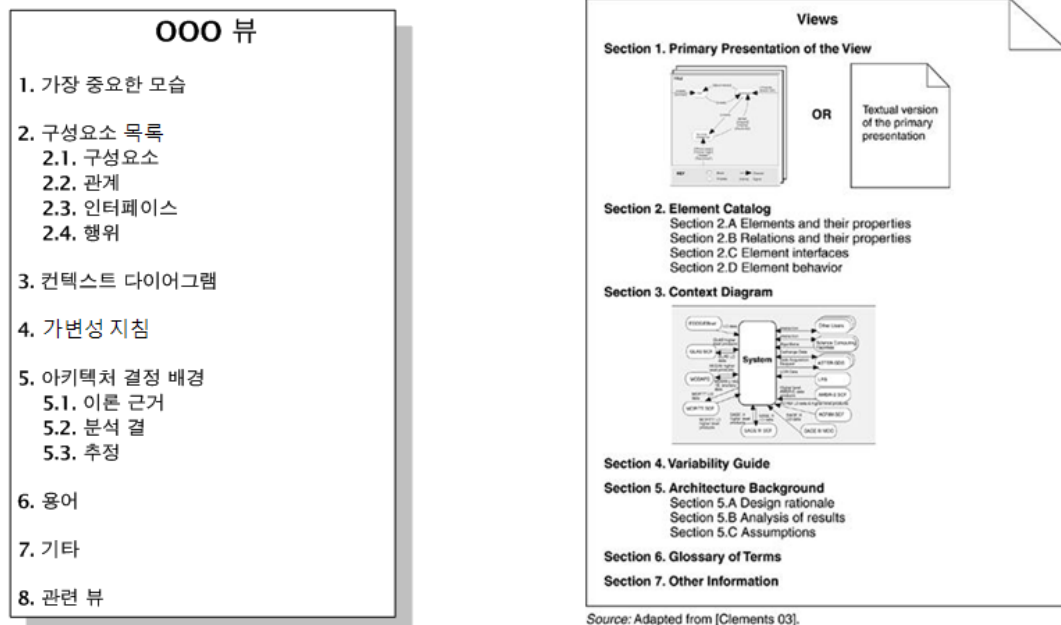 OOO 뷰
1. 가장 중요한 모습
2. 구성요소 목록
2.1. 구성요소
2.2. 관계
2.3. 인터페이스
2.4. 행위
3. 컨텍스트 다이어그램
4. 가변성 지침
5. 아키텍처 결정 배경
5.1. 이론 근거
5.2. 분석 결
5.3. 추정
6. 용어
7. 기타
8. 관련 뷰
Views
Section 1. Primary Presentation of the View
OR
Textual version
of the primary
presentation
Section 2. Element Catalog
Section 2.A Elements and their properties
Section 2.B Relations and their properties
Section 2.C Element interfaces
Section 2.D Element behavior
Section 3. Context Diagram
System
Section 4. Variability Guide
Section 5. Architecture Background
Section 5.A Design rationale
Section 5.B Analysis of results
Section 5.C Assumptions
Section 6. Glossary of Terms
Section 7. Other Information
Source: Adapted from [Clements 03].